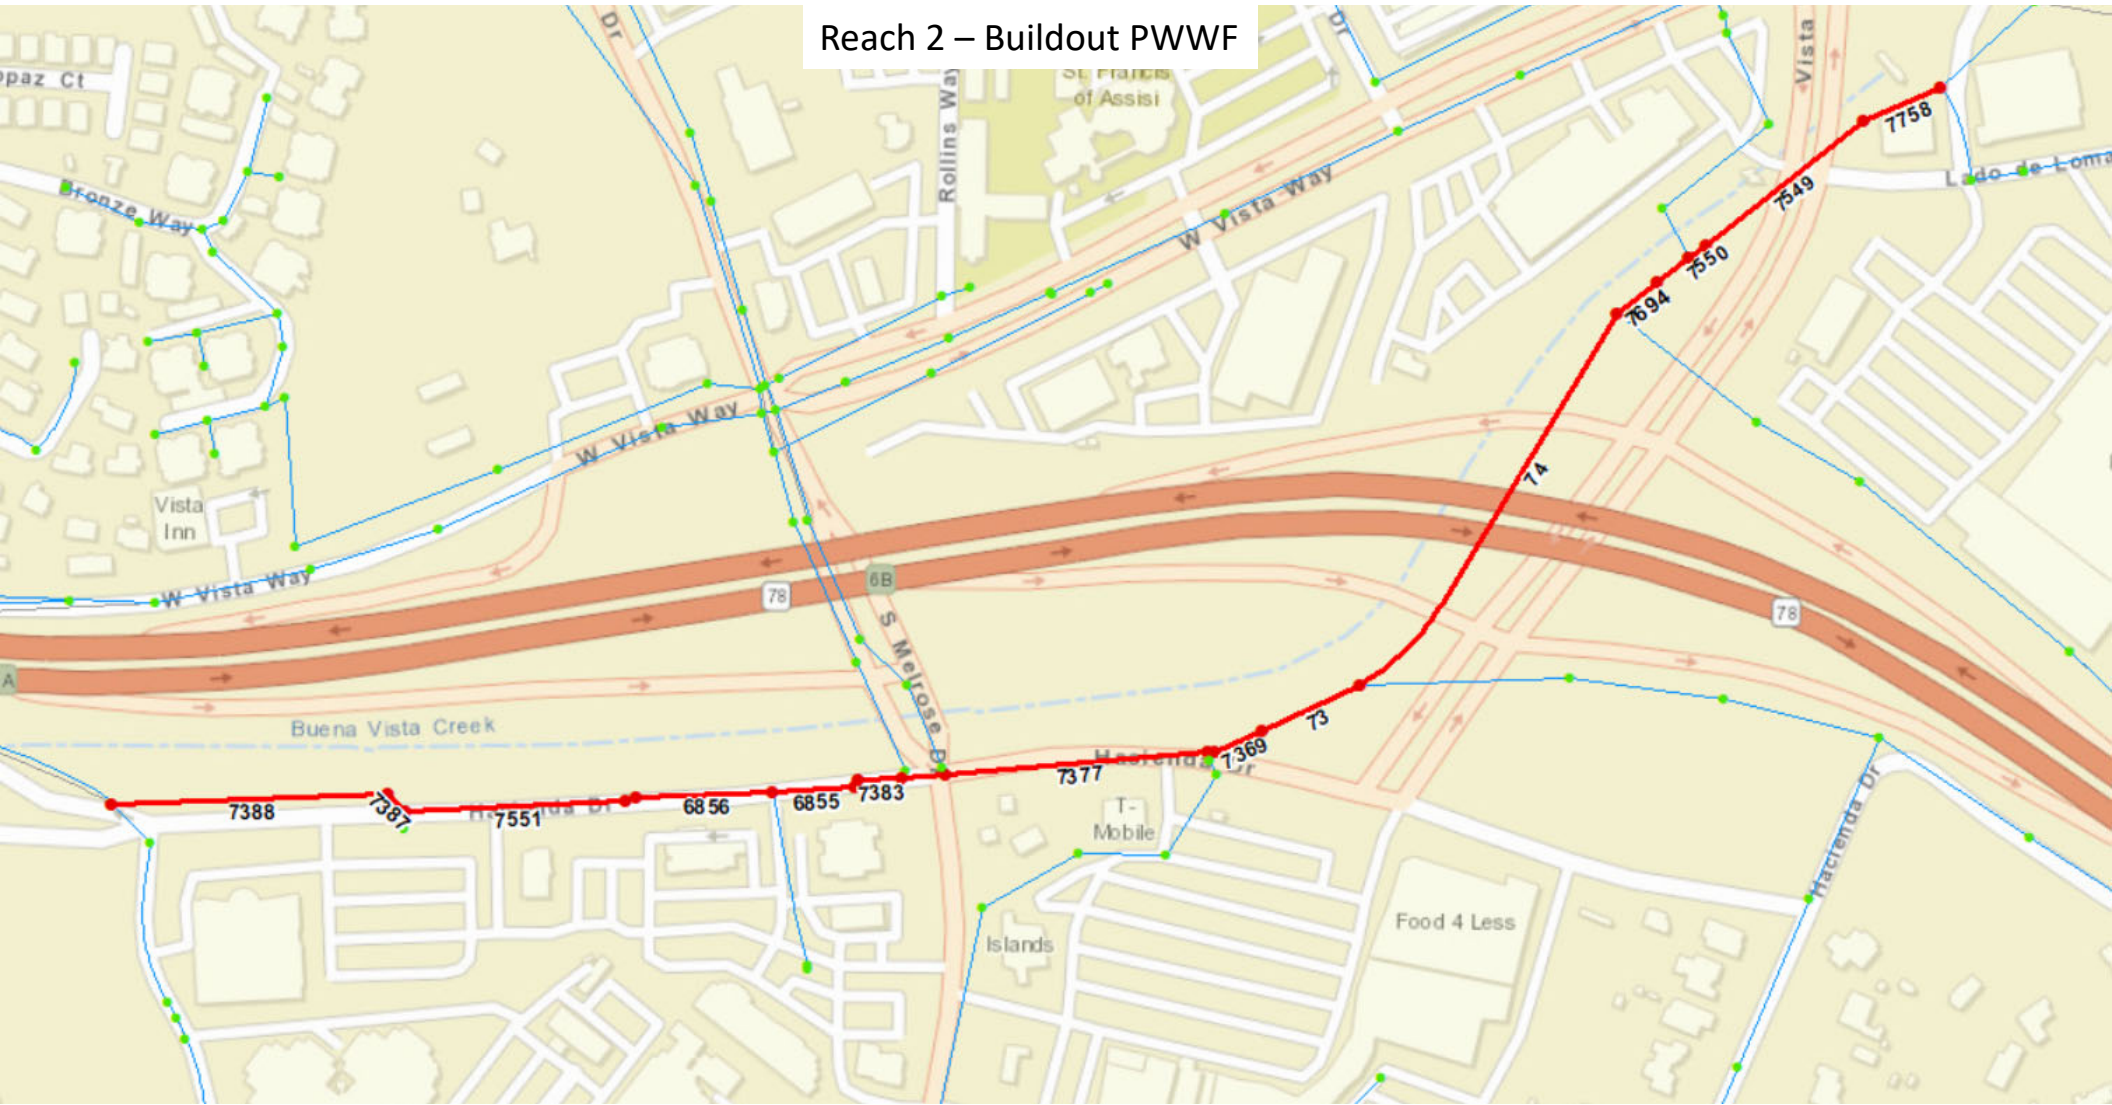 Reach 2 – Buildout PWWF
Dr
Dr
Vista
paz Ct
St. Francis
of Assisi
Rollins Way
7758
Lado de Loma
Bronze Way
7549
W Vista Way
7550
7694
W Vista Way
74
Vista
Inn
W Vista Way
6B
78
78
A
S Melrose Dr
Buena Vista Creek
73
7369
Hacienda Dr
7377
7388
7387
Hacienda Dr
7551
6856
6855
7383
T-
Mobile
Hacienda Dr
Food 4 Less
Islands